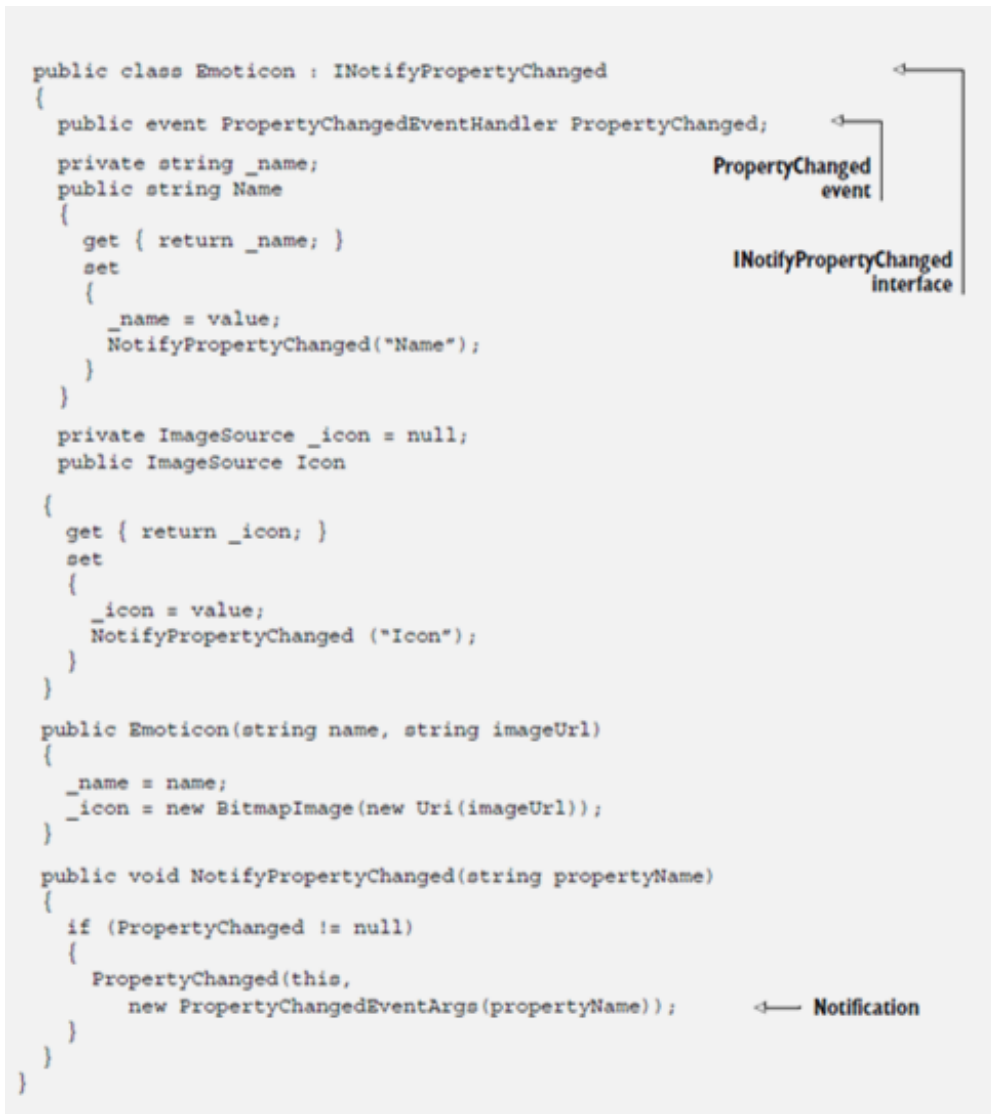 public class Emoticon : INotifyPropertyChanged
{
public event PropertyChangedEventHandler PropertyChanged;
private string _name;
PropertyChanged
public string Name
event
{
get { return _name; }
set
INotifyPropertyChanged
{
interface
_name = value;
NotifyPropertyChanged("Name");
}
}
private ImageSource _icon = null;
public ImageSource Icon
{
get { return _icon; }
set
{
_icon = value;
NotifyPropertyChanged ("Icon");
}
}
public Emoticon(string name, string imageUrl)
{
_name = name;
_icon = new BitmapImage(new Uri(imageUrl));
}
public void NotifyPropertyChanged(string propertyName)
{
if (PropertyChanged != null)
{
PropertyChanged(this,
new PropertyChangedEventArgs(propertyName));
Notification
}
}
}